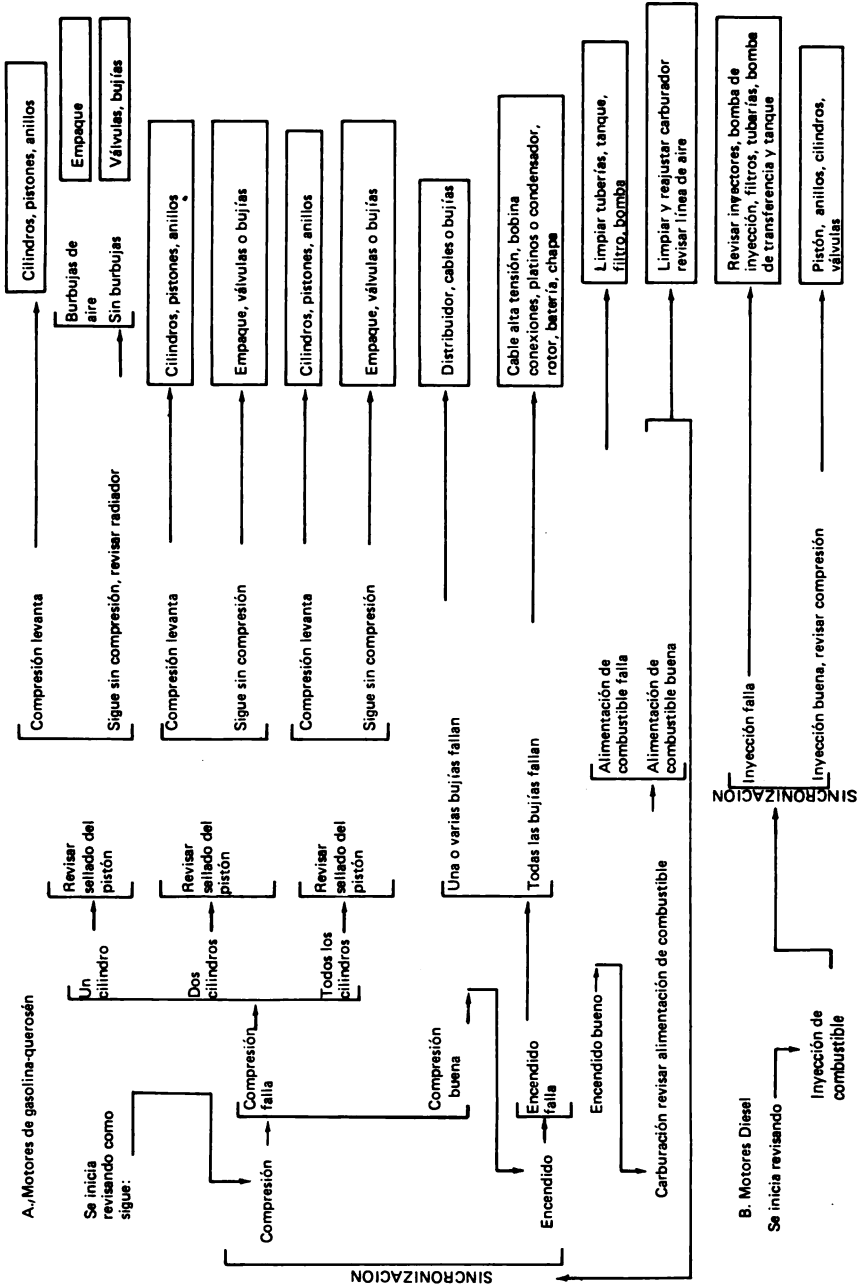 A.,Motores de gasolina-querosén
Se inicia
revisando como
sigue:
SINCRONIZACION
Compresión
Compresión
falla
Un
cilindro
Revisar
sellado del
pistón
Compresión levanta
Cilindros, pistones, anillos
Sigue sin compresión, revisar radiador
Burbujas de
aire
Empaque
Sin burbujas
Válvulas, bujías
Dos
cilindros
Revisar
sellado del
pistón
Compresión levanta
Cilindros, pistones, anillos
Sigue sin compresión
Empaque, válvulas o bujías
Todos los
cilindros
Revisar
sellado del
pistón
Compresión levanta
Cilindros, pistones, anillos
Sigue sin compresión
Empaque, válvulas o bujías
Compresión
buena
Encendido
Encendido
falla
Una o varias bujías fallan
Distribuidor, cables o bujías
Todas las bujías fallan
Cable alta tensión, bobina
conexiones, platinos o condensador,
rotor, batería, chapa
Encendido bueno
Carburación revisar alimentación de combustible
Alimentación de
combustible falla
Limpiar tuberías, tanque,
filtro, bomba
Alimentación de
combustible buena
Limpiar y reajustar carburador
revisar línea de aire
B. Motores Diesel
Se inicia revisando
Inyección de
combustible
SINCRONIZACION
Inyección falla
Revisar inyectores, bomba de
inyección, filtros, tuberías, bomba
de transferencia y tanque
Inyección buena, revisar compresión
Pistón, anillos, cilindros,
válvulas